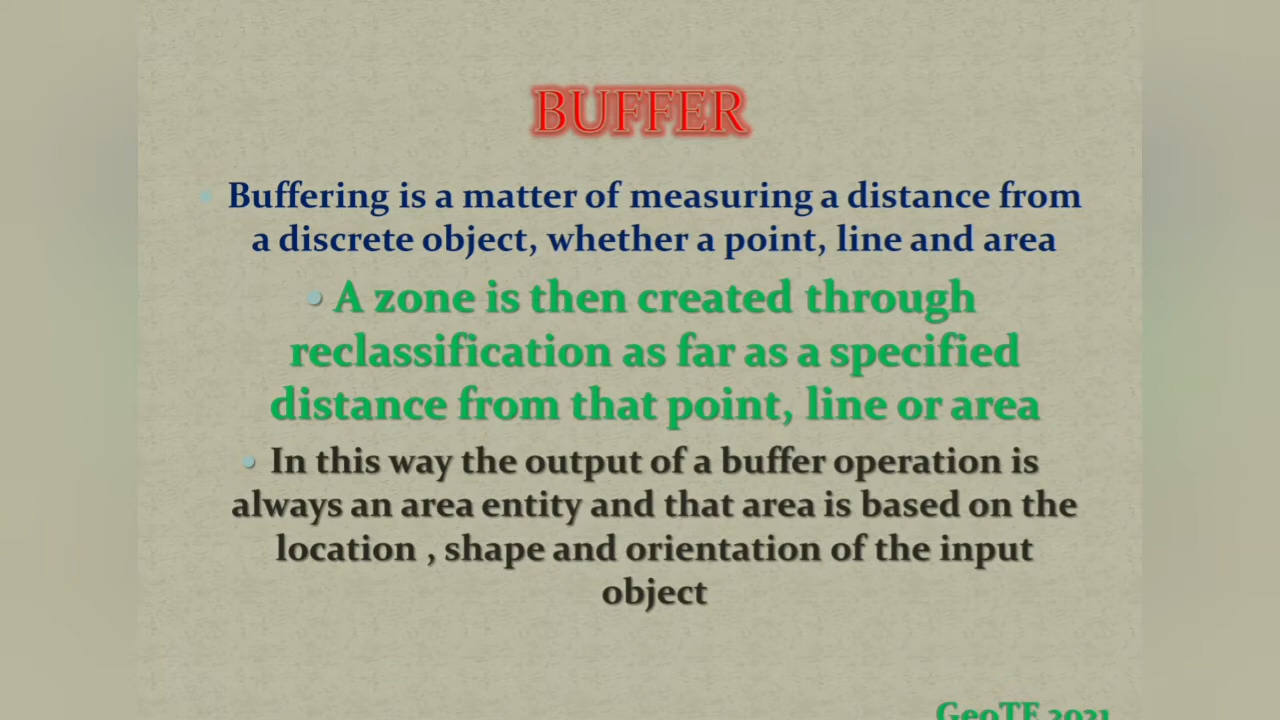 BUFFER
• Buffering is a matter of measuring a distance from
a discrete object, whether a point, line and area
• A zone is then created through
reclassification as far as a specified
distance from that point, line or area
• In this way the output of a buffer operation is
always an area entity and that area is based on the
location , shape and orientation of the input
object
GeoTE 2021